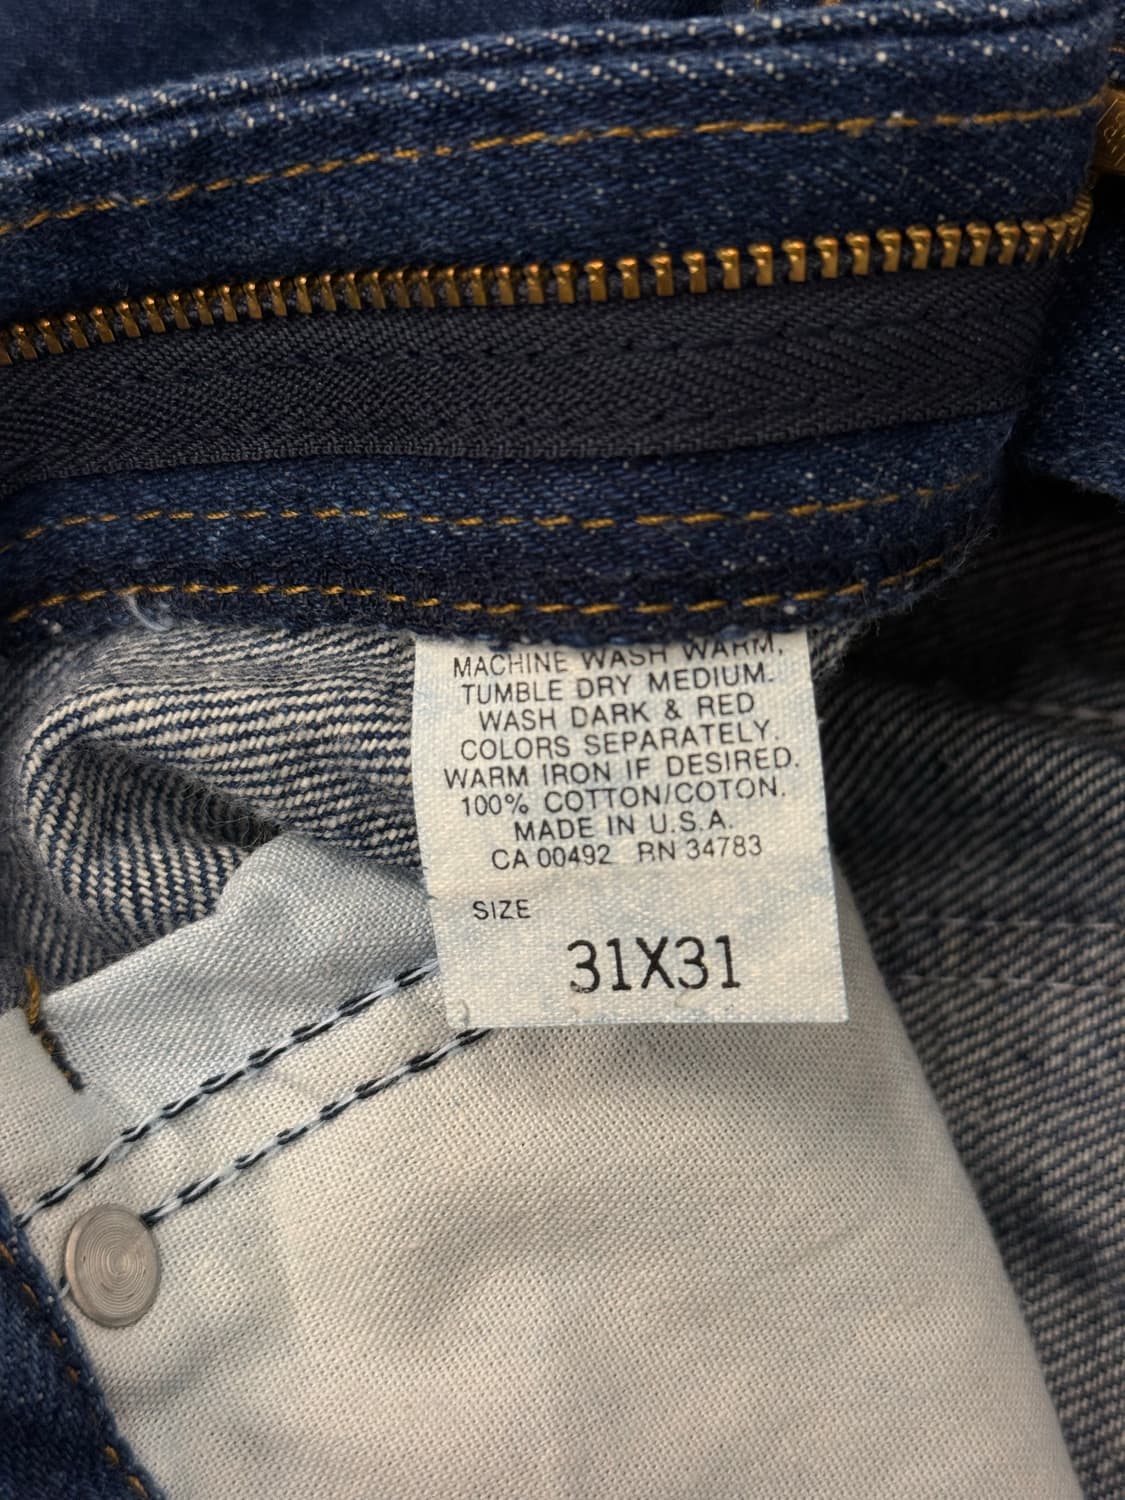 MACHINE WASH WARM,
TUMBLE DRY MEDIUM.
WASH DARK & RED
COLORS SEPARATELY.
WARM IRON IF DESIRED.
100% COTTON/COTON.
MADE IN U.S.A.
CA 00492 RN 34783
SIZE
31X31